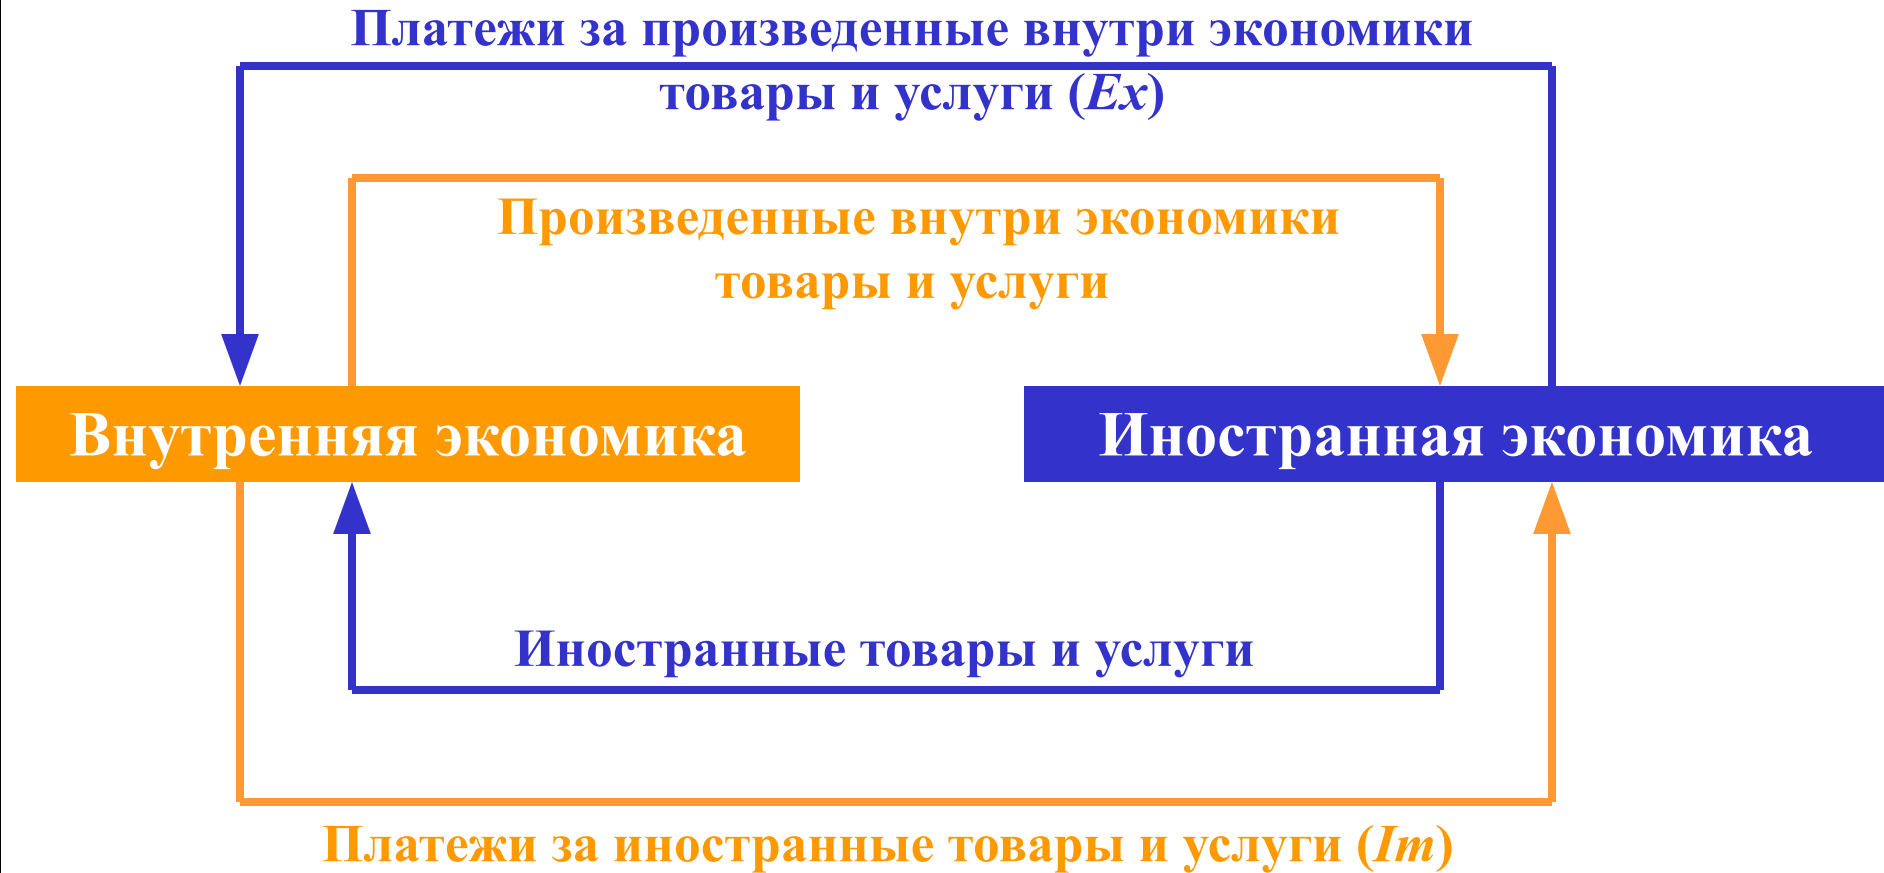 Платежи за произведенные внутри экономики
товары и услуги (Ex)
Произведенные внутри экономики
товары и услуги
Внутренняя экономика
Иностранная экономика
Иностранные товары и услуги
Платежи за иностранные товары и услуги (Im)